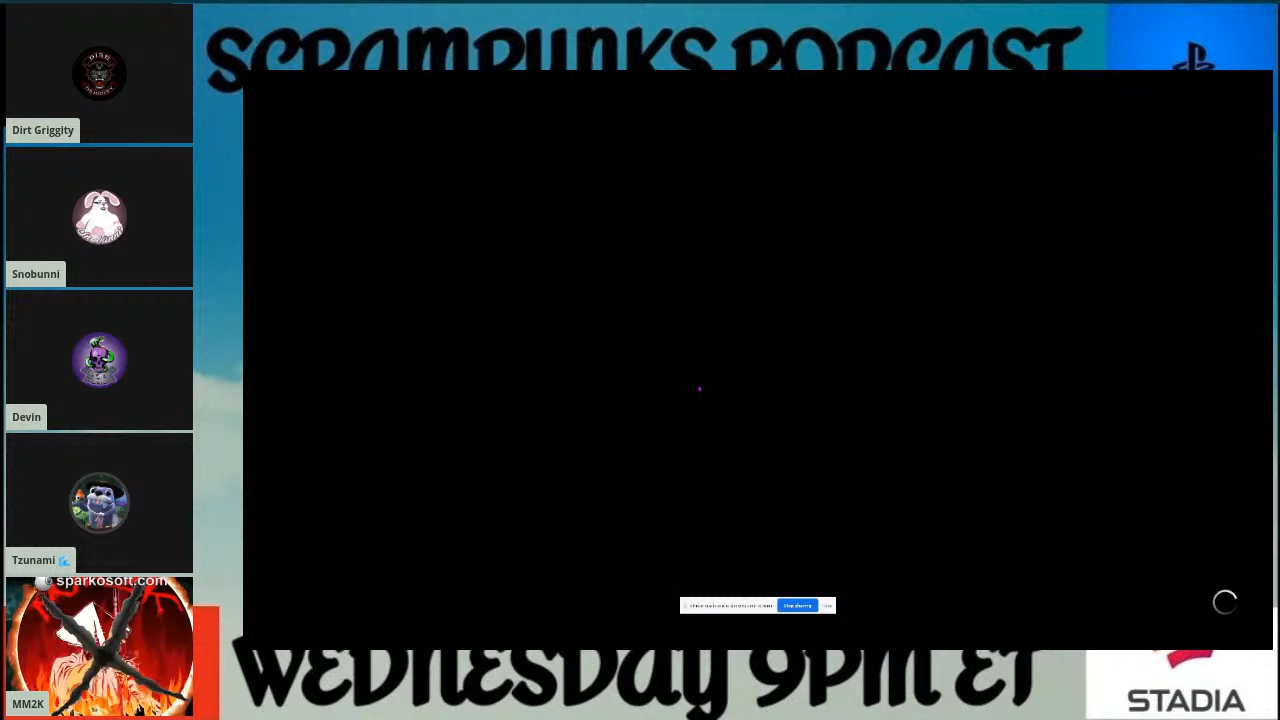 SCRAMPUNKS PODCAST
Dirt Griggity
Snobunni
Devin
Tzunami
sparkosoft.com
MM2K
Stop sharing
WEDNESDAY 9PM ET
STADIA